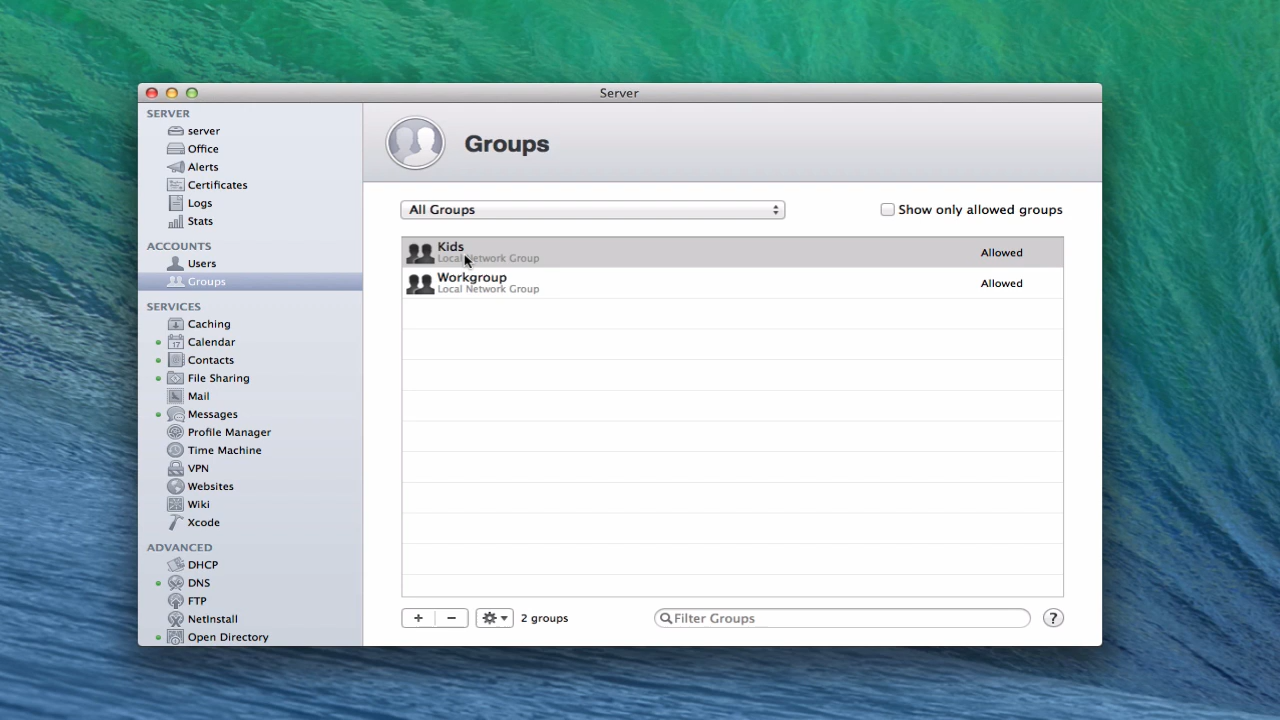 Server
SERVER
server
Office
Alerts
Certificates
Logs
Stats
ACCOUNTS
Users
Groups
SERVICES
Caching
17 Calendar
Contacts
File Sharing
Mail
Messages
Profile Manager
Time Machine
VPN
Websites
Wiki
Xcode
ADVANCED
DHCP
DNS
FTP
NetInstall
Open Directory
Groups
All Groups
Show only allowed groups
Kids
Local Network Group
Allowed
Workgroup
Local Network Group
Allowed
+ −
2 groups
Filter Groups
?